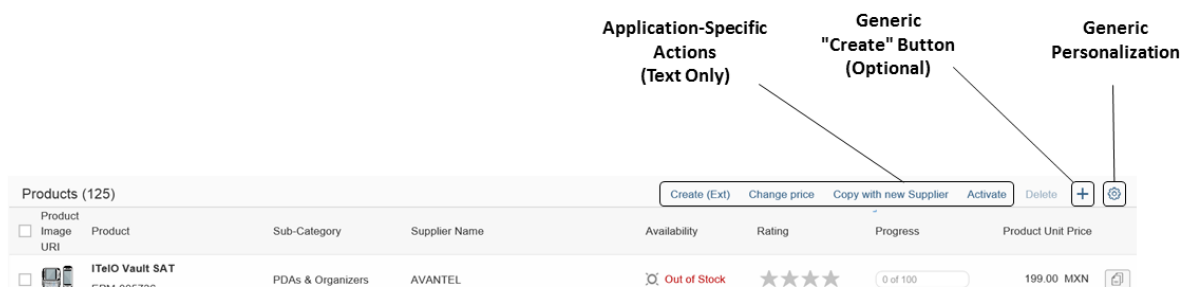 Application-Specific
Actions
(Text Only)
Generic
"Create" Button
(Optional)
Generic
Personalization
Products (125)
Create (Ext) Change price Copy with new Supplier Activate Delete
Product
Image
URI
Product Sub-Category Supplier Name Availability Rating Progress Product Unit Price
ITelO Vault SAT
PDAs & Organizers AVANTEL Out of Stock 0 of 100 199.00 MXN